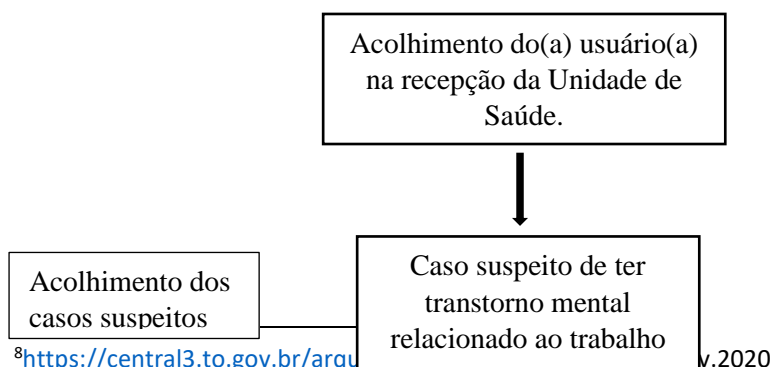 Acolhimento do(a) usuário(a)
na recepção da Unidade de
Saúde.
Caso suspeito de ter
transtorno mental
relacionado ao trabalho
Acolhimento dos
casos suspeitos
⁸https://central3.to.gov.br/arqu
v.2020